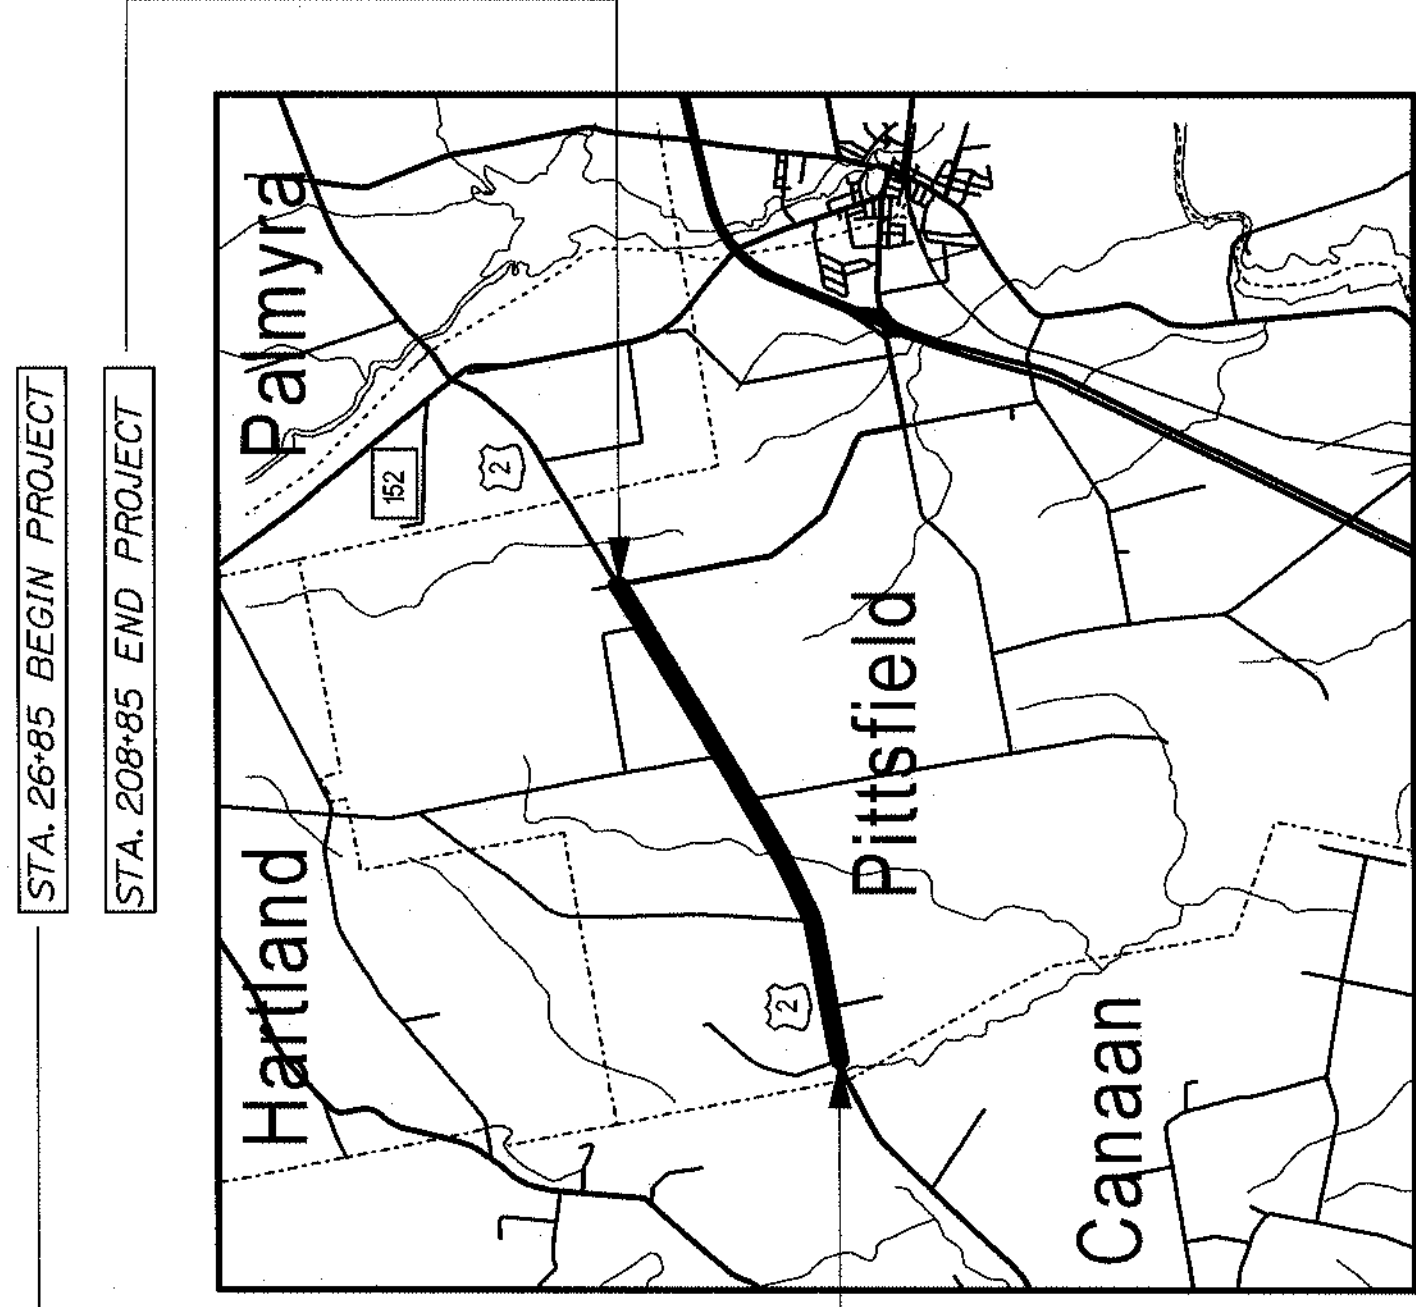 STA. 26+85 BEGIN PROJECT
STA. 208+85 END PROJECT
Hartland
Palmyra
152
2
2
Pittsfield
Canaan